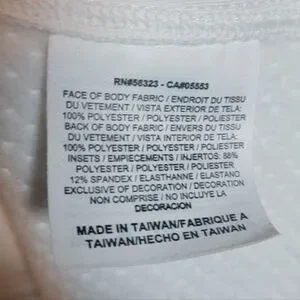 RN#56323 - CA#05553
FACE OF BODY FABRIC / ENDROIT DU TISSU
DU VETEMENT / VISTA EXTERIOR DE TELA:
100% POLYESTER / POLYESTER / POLIESTER
BACK OF BODY FABRIC / ENVERS DU TISSU
DU VETEMENT / VISTA INTERIOR DE TELA:
100% POLYESTER / POLYESTER / POLIESTER
INSETS / EMPIECEMENTS / INJERTOS: 88%
POLYESTER / POLYESTER / POLIESTER
12% SPANDEX / ELASTHANNE / ELASTANO
EXCLUSIVE OF DECORATION / DECORATION
NON COMPRISE / NO INCLUYE LA
DECORACION
MADE IN TAIWAN/FABRIQUE A
TAIWAN/HECHO EN TAIWAN